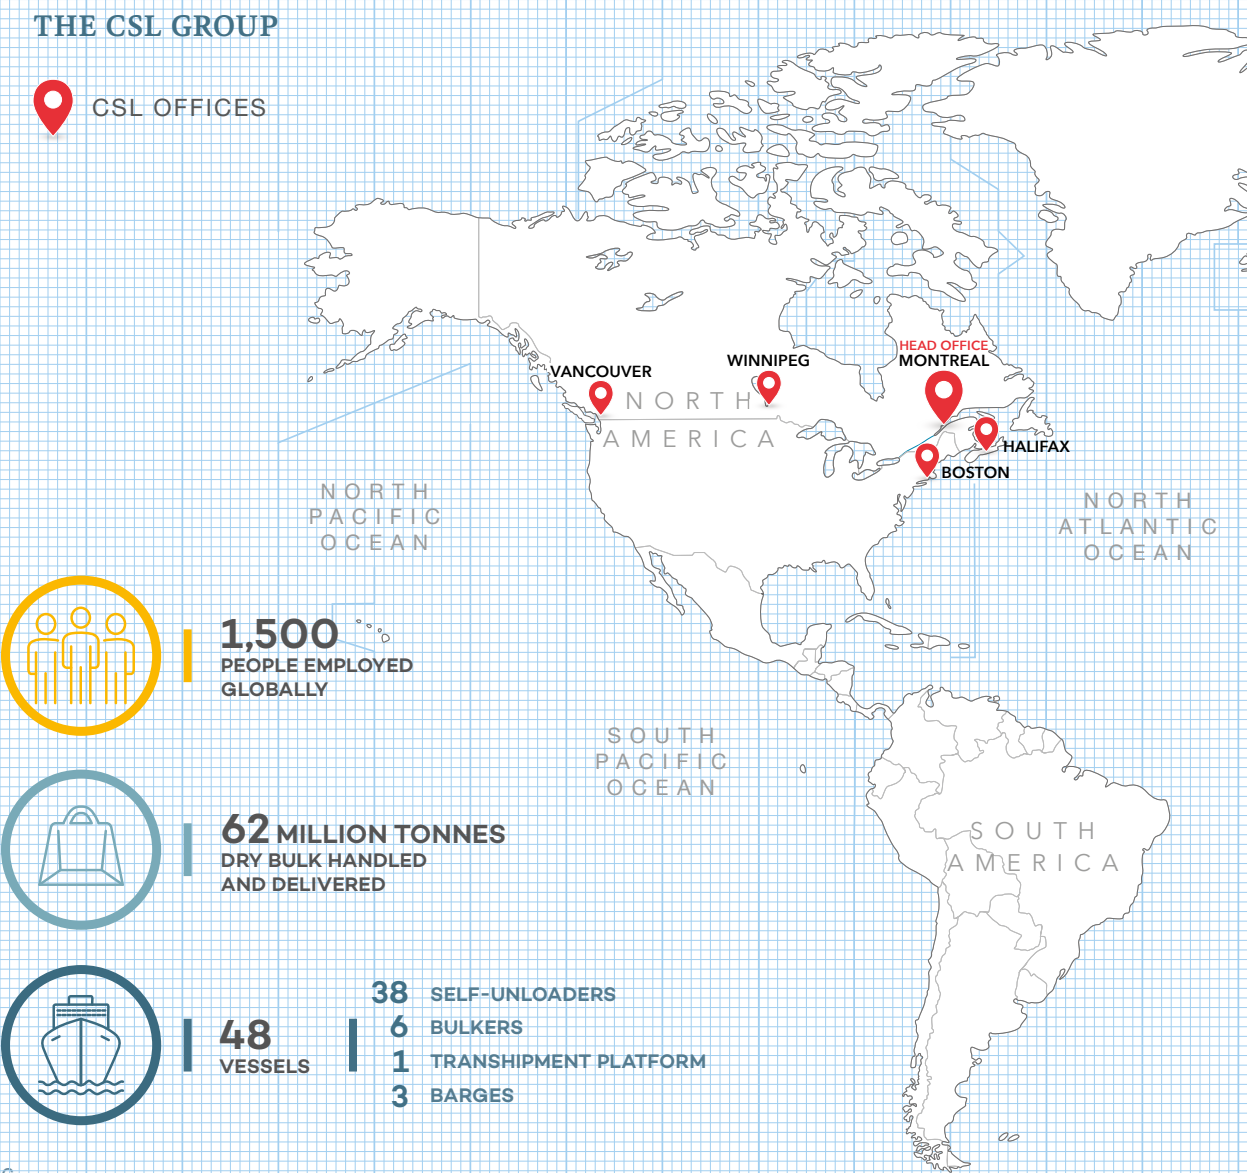 THE CSL GROUP
CSL OFFICES
HEAD OFFICE
MONTREAL
WINNIPEG
VANCOUVER
NORTH
AMERICA
HALIFAX
BOSTON
NORTH
PACIFIC
OCEAN
NORTH
ATLANTIC
OCEAN
1,500
PEOPLE EMPLOYED
GLOBALLY
SOUTH
PACIFIC
OCEAN
62 MILLION TONNES
DRY BULK HANDLED
AND DELIVERED
SOUTH
AMERICA
48
VESSELS
38 SELF-UNLOADERS
6 BULKERS
1 TRANSHIPMENT PLATFORM
3 BARGES